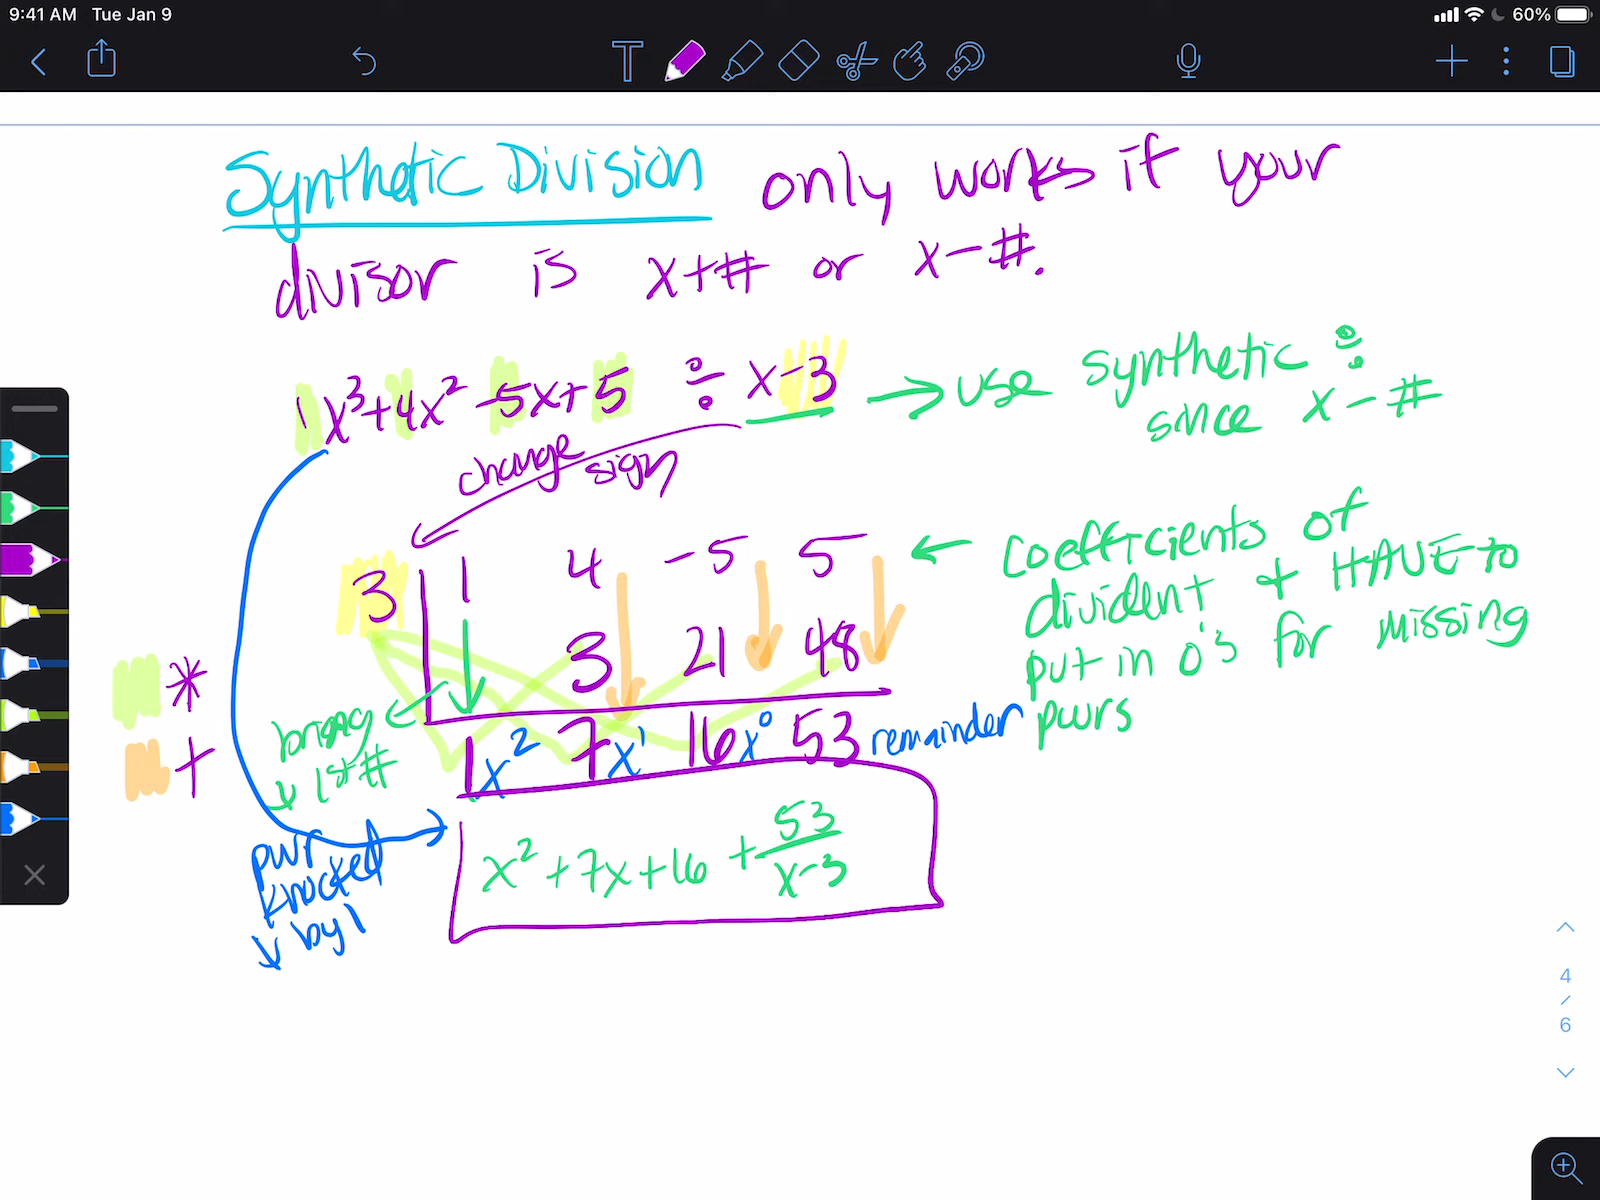 9:41 AM Tue Jan 9
60%
Synthetic Division only works if your
divisor is x+# or x-#.
1x³+4x²-5x+5 ÷ x-3 → use synthetic ÷
since x-#
change sign
3 1 4 -5 5 ← coefficients of
divident + HAVE to
put in 0's for missing
pwrs
3 21 48
* 
+
bring
↓ 1st #
1x² 7x¹ 16x⁰ 53 remainder
pwr
knocked
↓ by 1
x²+7x+16 + 53/(x-3)
4
/
6